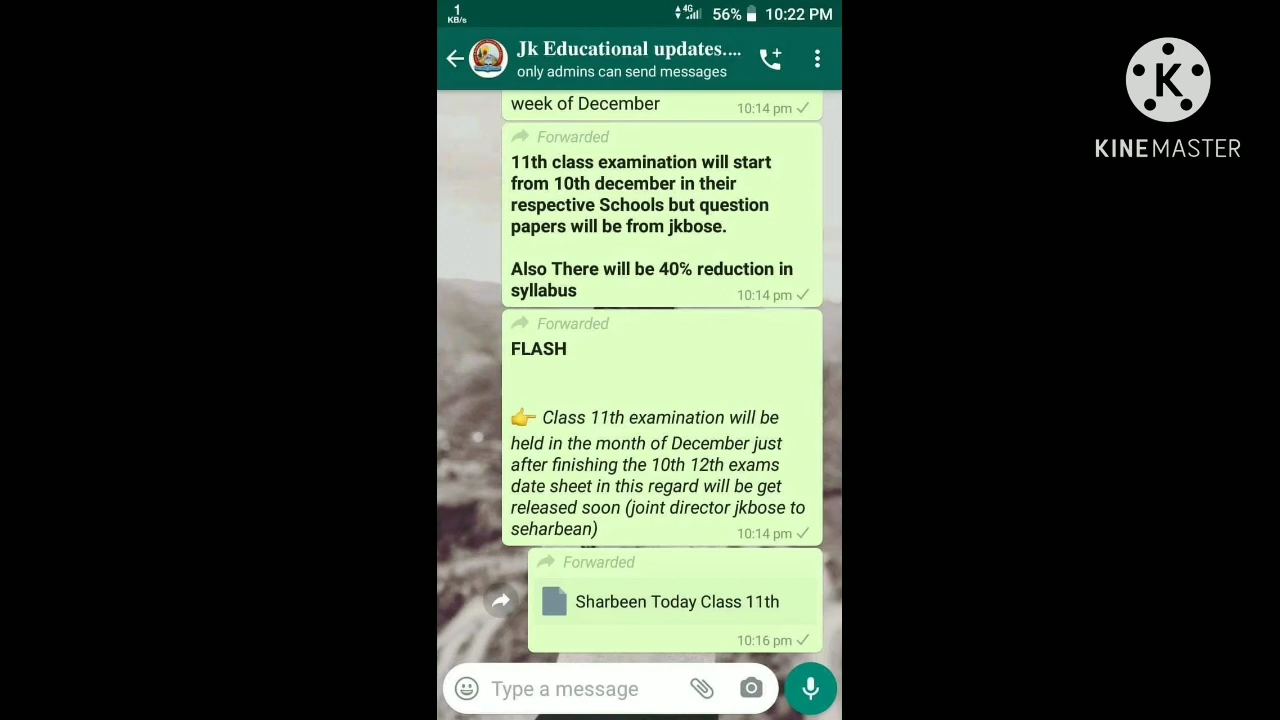 1
KB/s
4G
56%
10:22 PM
Jk Educational updates....
only admins can send messages
week of December
10:14 pm
Forwarded
11th class examination will start
from 10th december in their
respective Schools but question
papers will be from jkbose.
Also There will be 40% reduction in
syllabus
10:14 pm
Forwarded
FLASH
👉 Class 11th examination will be
held in the month of December just
after finishing the 10th 12th exams
date sheet in this regard will be get
released soon (joint director jkbose to
seharbean)
10:14 pm
Forwarded
Sharbeen Today Class 11th
10:16 pm
Type a message
K
KINEMASTER